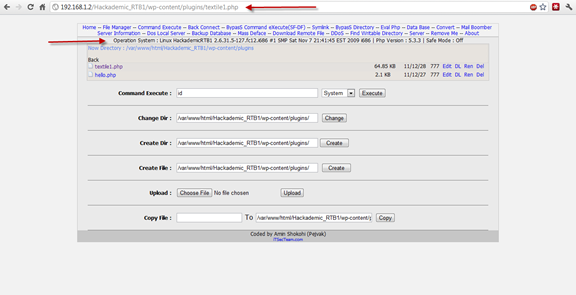 192.168.1.2/Hackademic_RTB1/wp-content/plugins/textile1.php
Home -- File Manager -- Command Execute -- Back Connect -- BypasS Command eXecute(SF-DF) -- Symlink -- BypasS Directory -- Eval Php -- Data Base -- Convert -- Mail Boomber
Server Information -- Dos Local Server -- Backup Database -- Mass Deface -- Download Remote File -- DDoS -- Find Writable Directory -- Server -- Remove Me -- About
Operation System : Linux HackademicRTB1 2.6.31.5-127.fc12.i686 #1 SMP Sat Nov 7 21:41:45 EST 2009 i686 | Php Version : 5.3.3 | Safe Mode : Off
Now Directory : /var/www/html/Hackademic_RTB1/wp-content/plugins
Back
textile1.php 64.85 KB 11/12/28 777 Edit DL Ren Del
hello.php 2.1 KB 11/12/27 777 Edit DL Ren Del
Command Execute : id System Execute
Change Dir : /var/www/html/Hackademic_RTB1/wp-content/plugins/ Change
Create Dir : /var/www/html/Hackademic_RTB1/wp-content/plugins/ Create
Create File : /var/www/html/Hackademic_RTB1/wp-content/plugins/ Create
Upload : Choose File No file chosen Upload
Copy File : To /var/www/html/Hackademic_RTB1/wp-content/p Copy
Coded by Amin Shokohi (Pejvak)
ITSecTeam.com